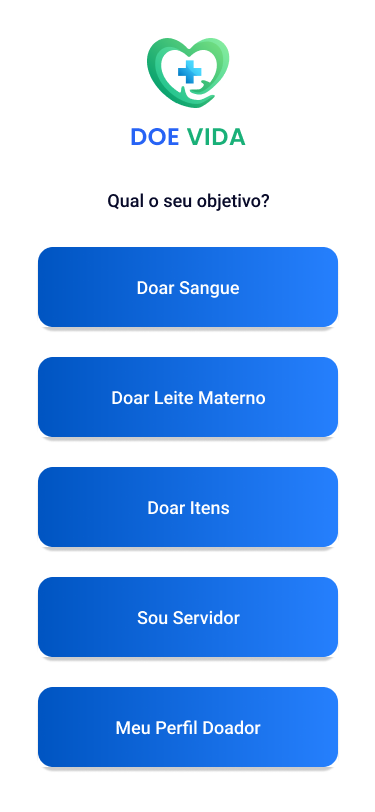 DOE VIDA
Qual o seu objetivo?
Doar Sangue
Doar Leite Materno
Doar Itens
Sou Servidor
Meu Perfil Doador